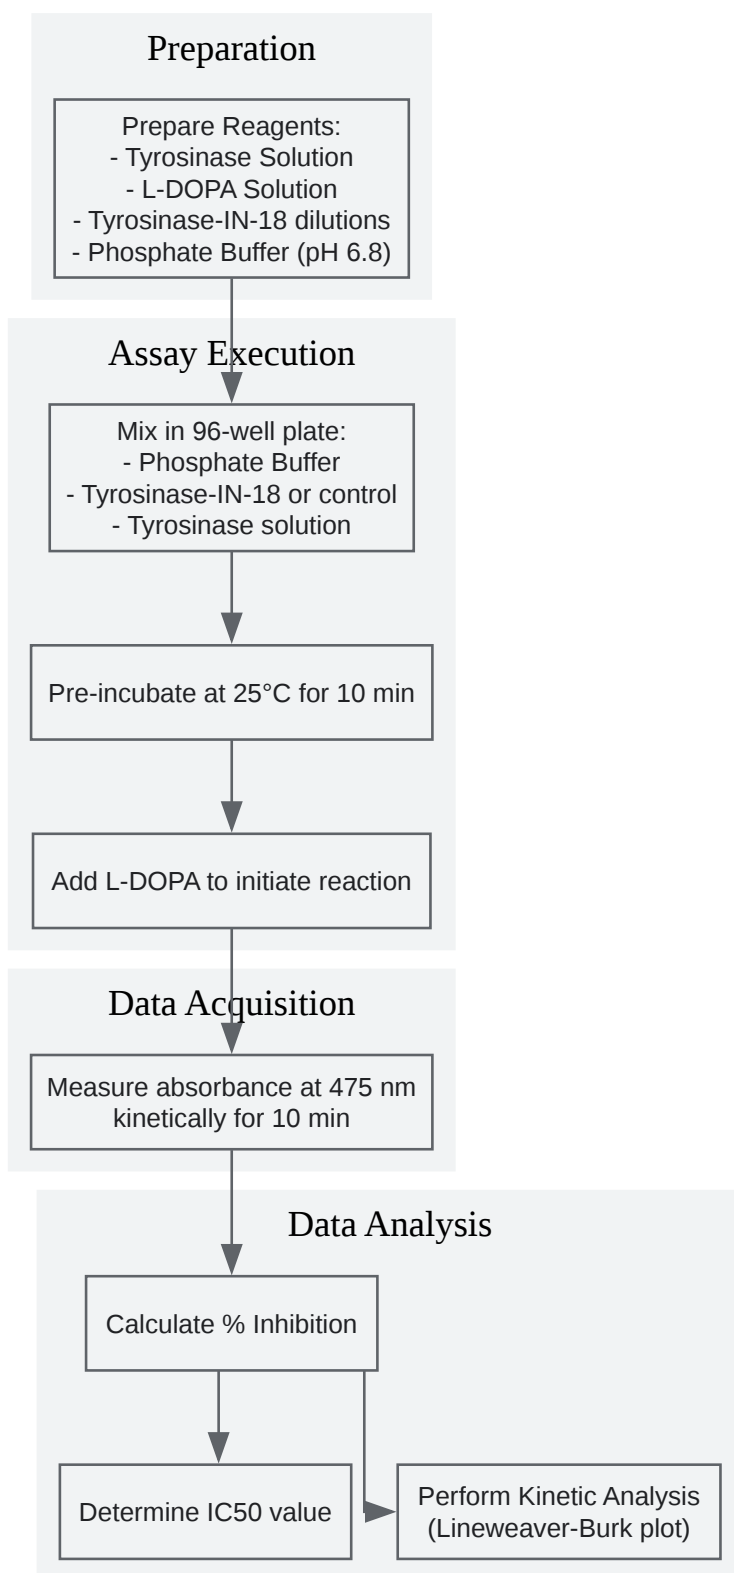 Preparation
Prepare Reagents:
- Tyrosinase Solution
- L-DOPA Solution
- Tyrosinase-IN-18 dilutions
- Phosphate Buffer (pH 6.8)
Assay Execution
Mix in 96-well plate:
- Phosphate Buffer
- Tyrosinase-IN-18 or control
- Tyrosinase solution
Pre-incubate at 25°C for 10 min
Add L-DOPA to initiate reaction
Data Acquisition
Measure absorbance at 475 nm
kinetically for 10 min
Data Analysis
Calculate % Inhibition
Determine IC50 value
Perform Kinetic Analysis
(Lineweaver-Burk plot)